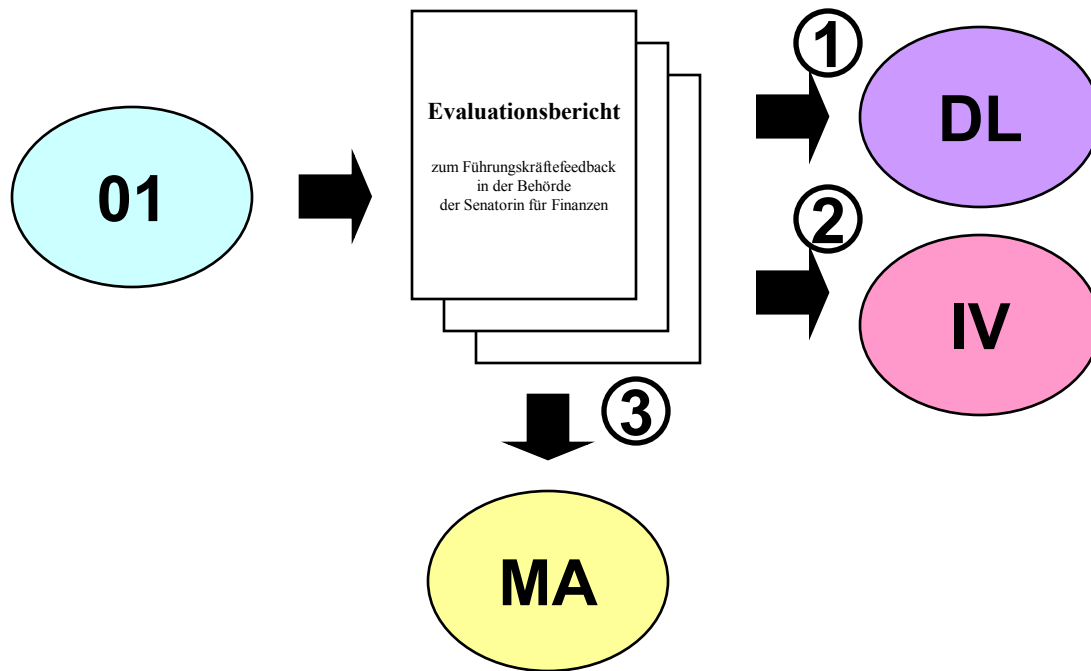 01
Evaluationsbericht
zum Führungskräftefeedback
in der Behörde
der Senatorin für Finanzen
1
DL
2
IV
3
MA